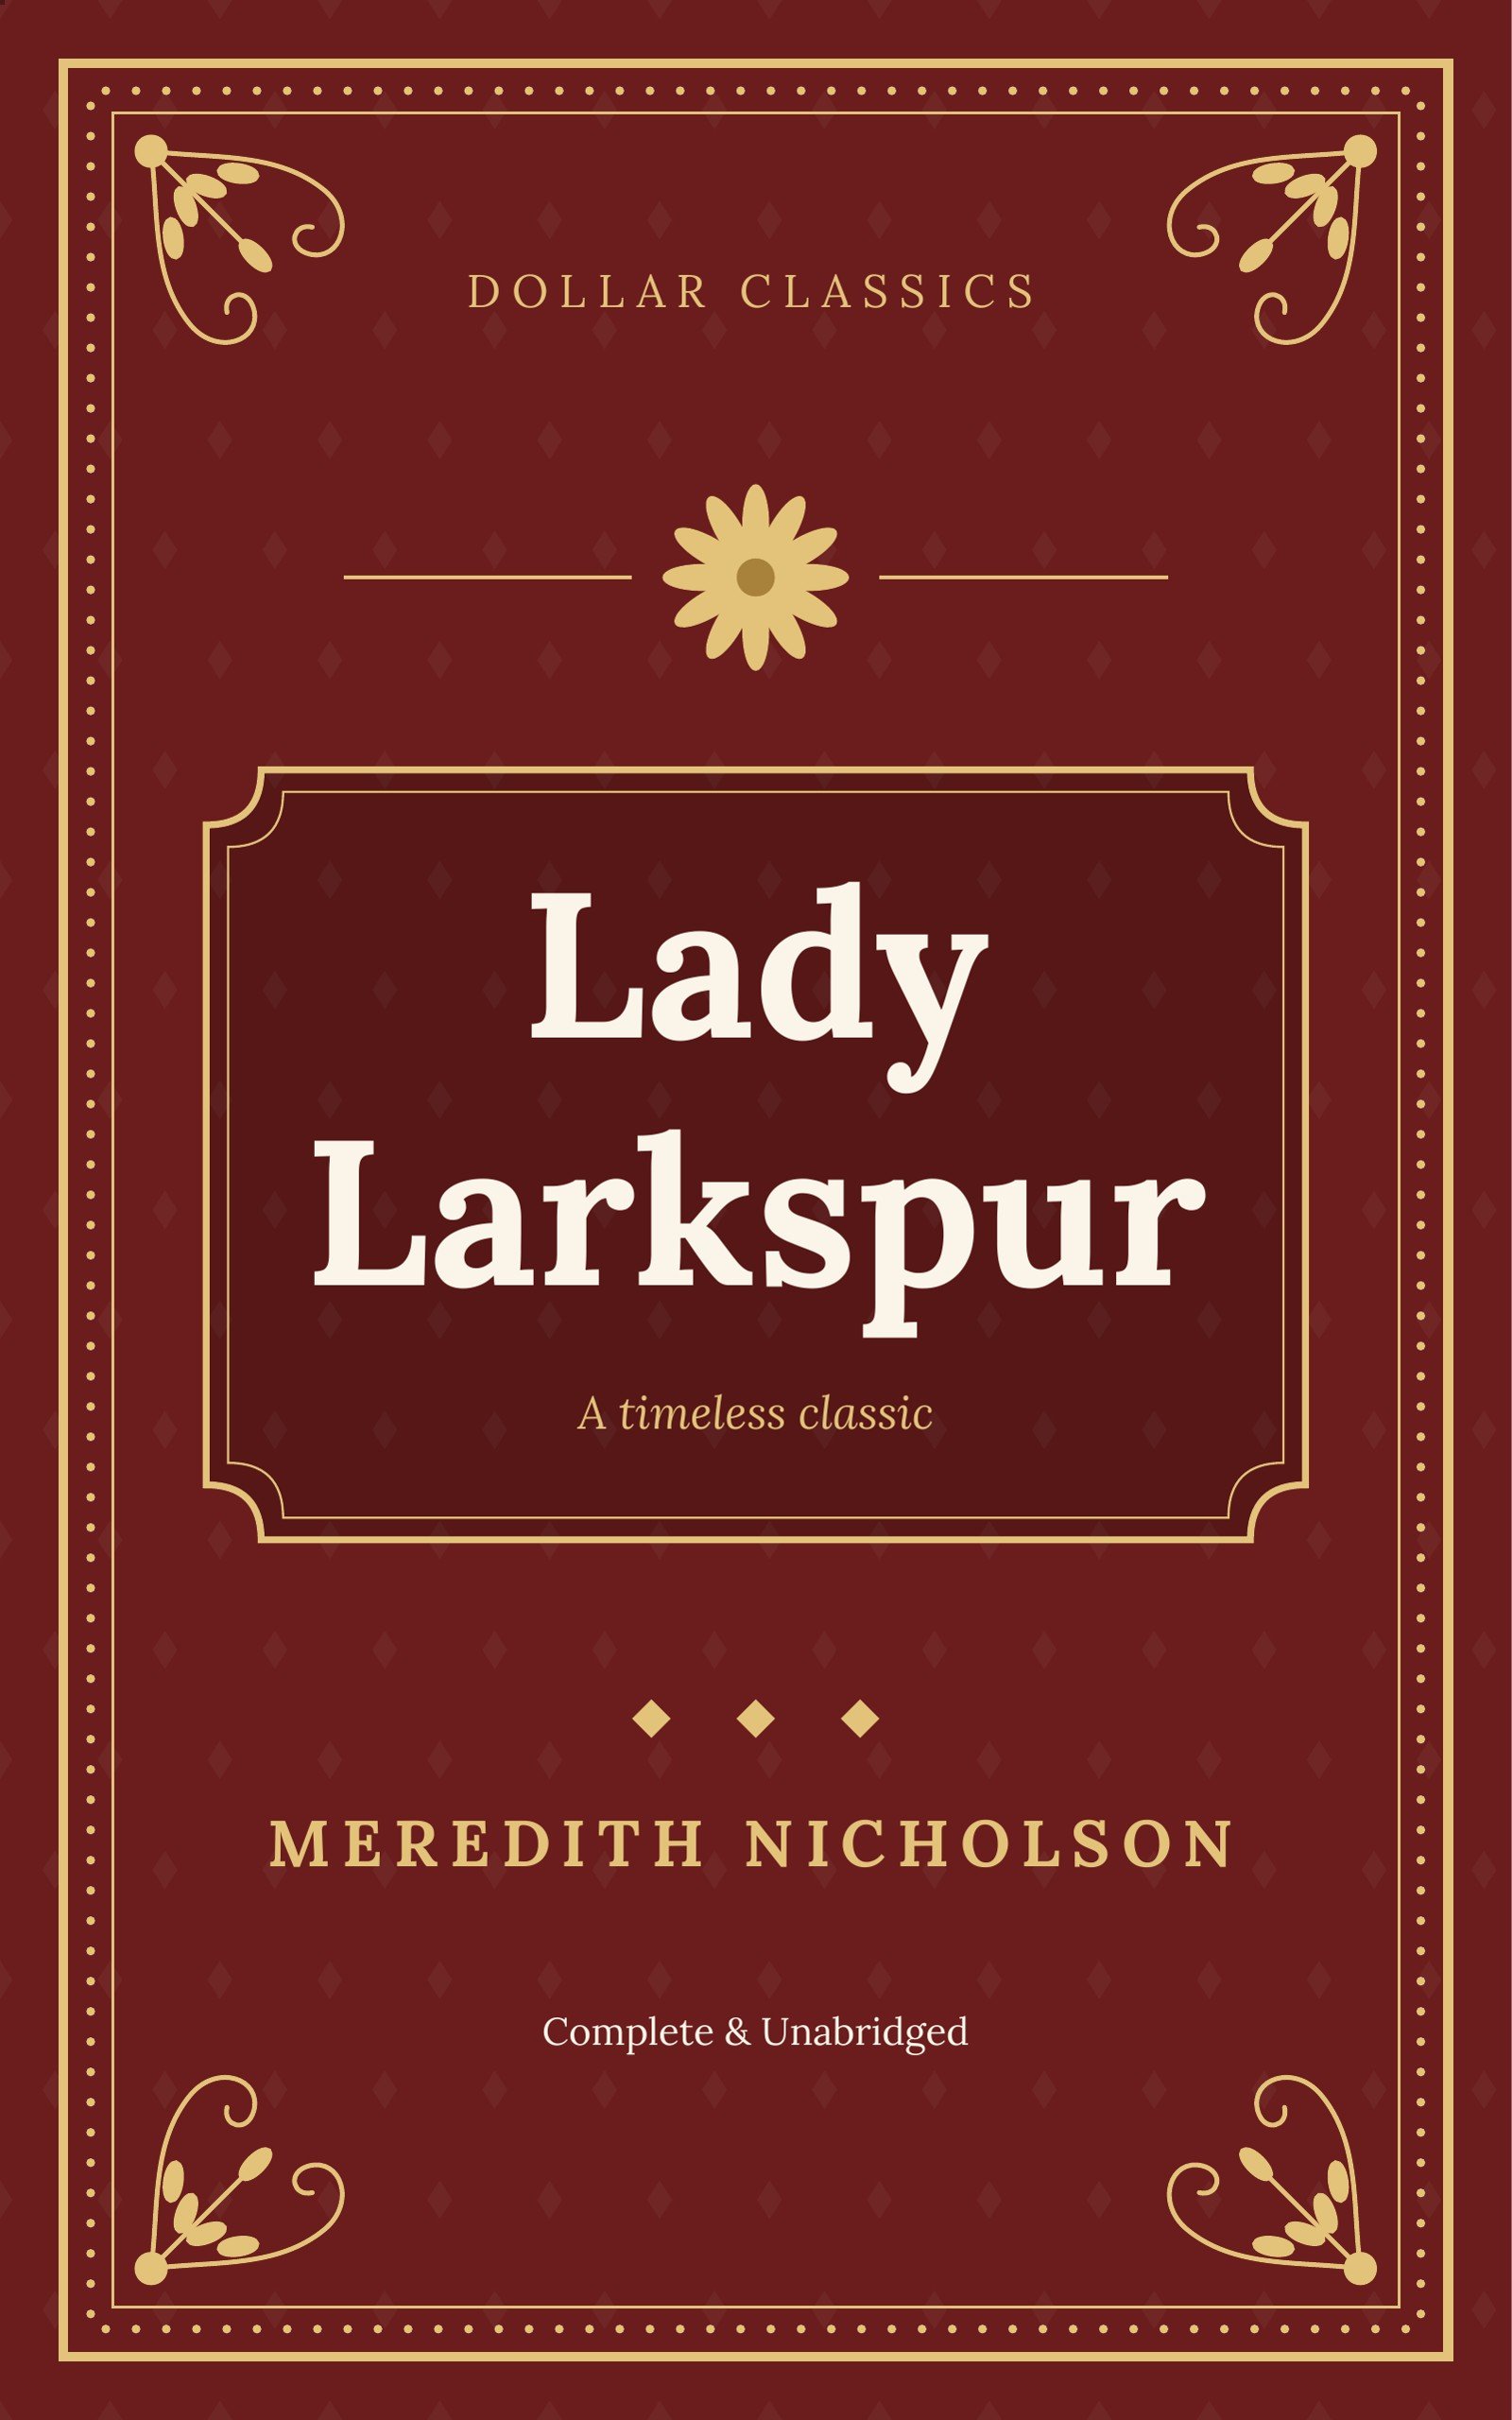 DOLLAR CLASSICS
Lady
Larkspur
A timeless classic
MEREDITH NICHOLSON
Complete & Unabridged